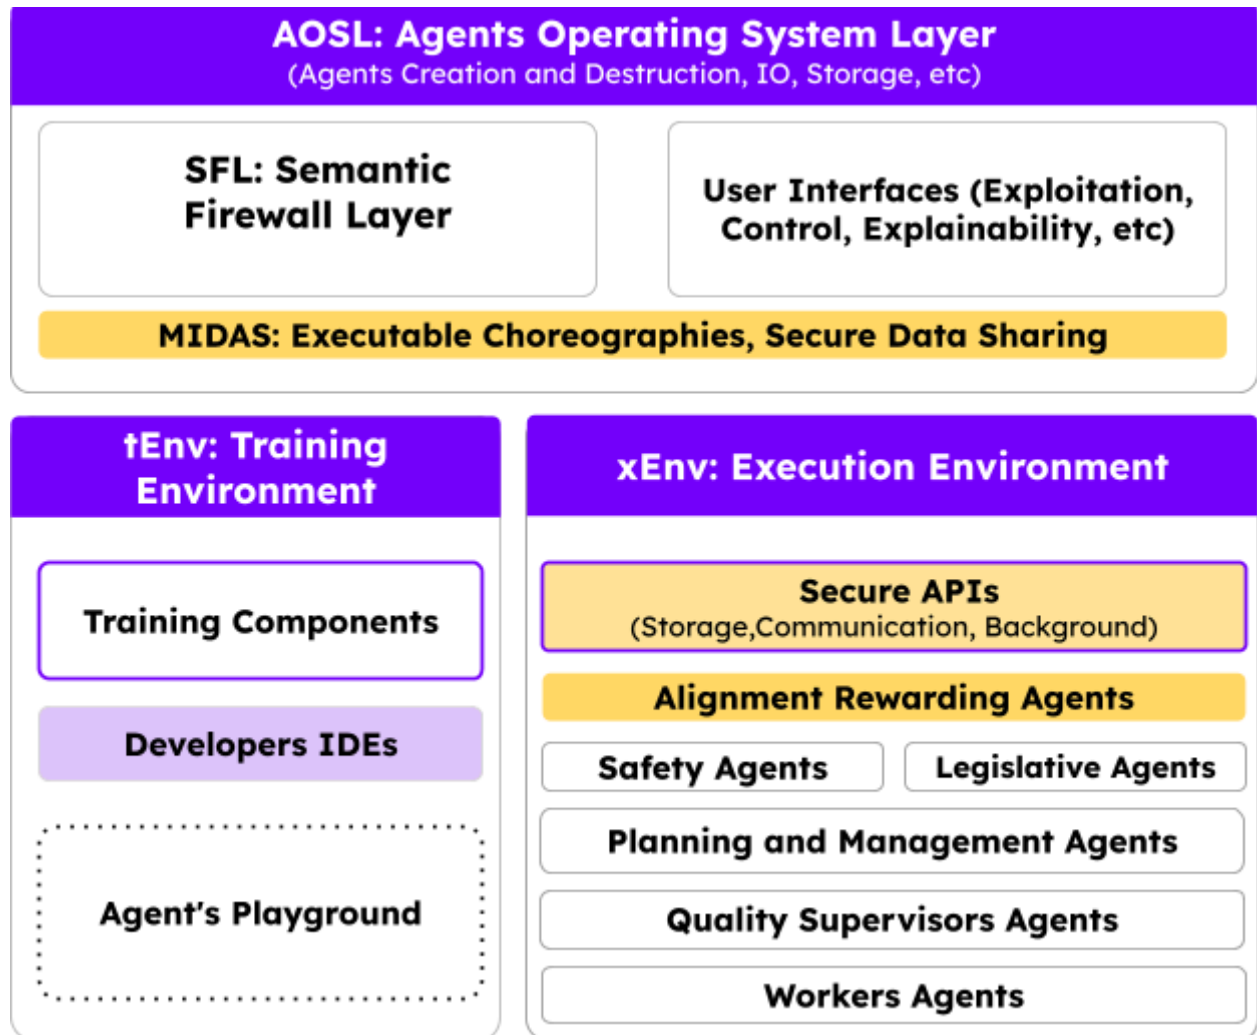 AOSL: Agents Operating System Layer
(Agents Creation and Destruction, IO, Storage, etc)
SFL: Semantic
Firewall Layer
User Interfaces (Exploitation,
Control, Explainability, etc)
MIDAS: Executable Choreographies, Secure Data Sharing
tEnv: Training
Environment
Training Components
Developers IDEs
Agent's Playground
xEnv: Execution Environment
Secure APIs
(Storage,Communication, Background)
Alignment Rewarding Agents
Safety Agents
Legislative Agents
Planning and Management Agents
Quality Supervisors Agents
Workers Agents